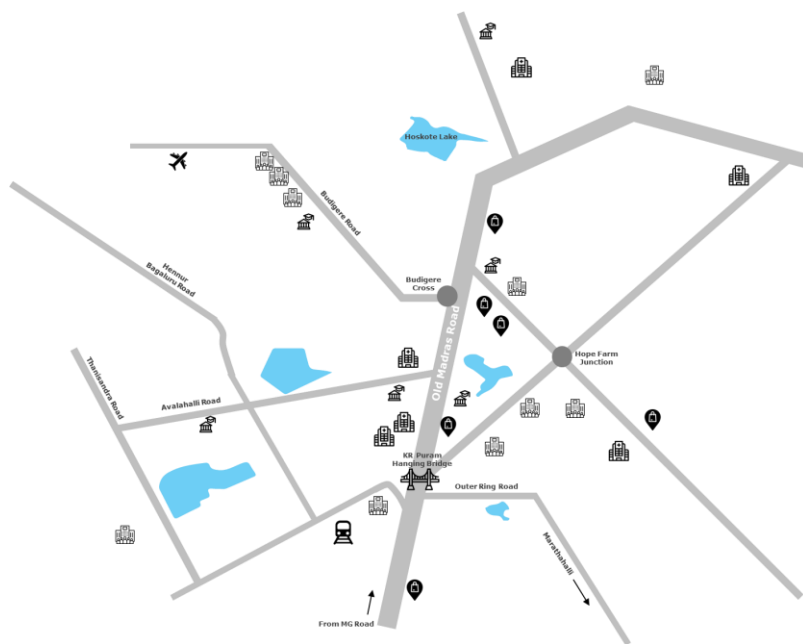 Hoskote Lake
Budigere Road
Hennur
Bagaluru Road
Budigere
Cross
Old Madras Road
Hope Farm
Junction
Thanisandra Road
Avalahalli Road
KR Puram
Hanging Bridge
Outer Ring Road
Marathahalli
From MG Road